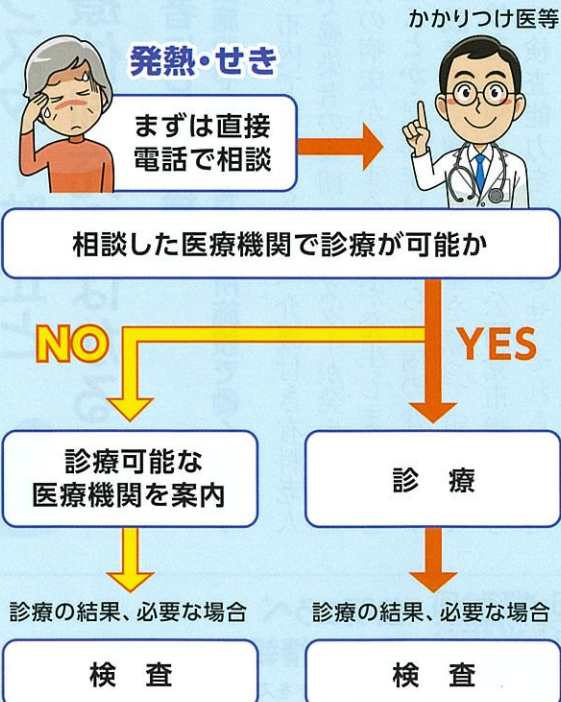 かかりつけ医等
発熱・せき
まずは直接
電話で相談
相談した医療機関で診療が可能か
NO
YES
診療可能な
医療機関を案内
診 療
診療の結果、必要な場合
診療の結果、必要な場合
検 査
検 査